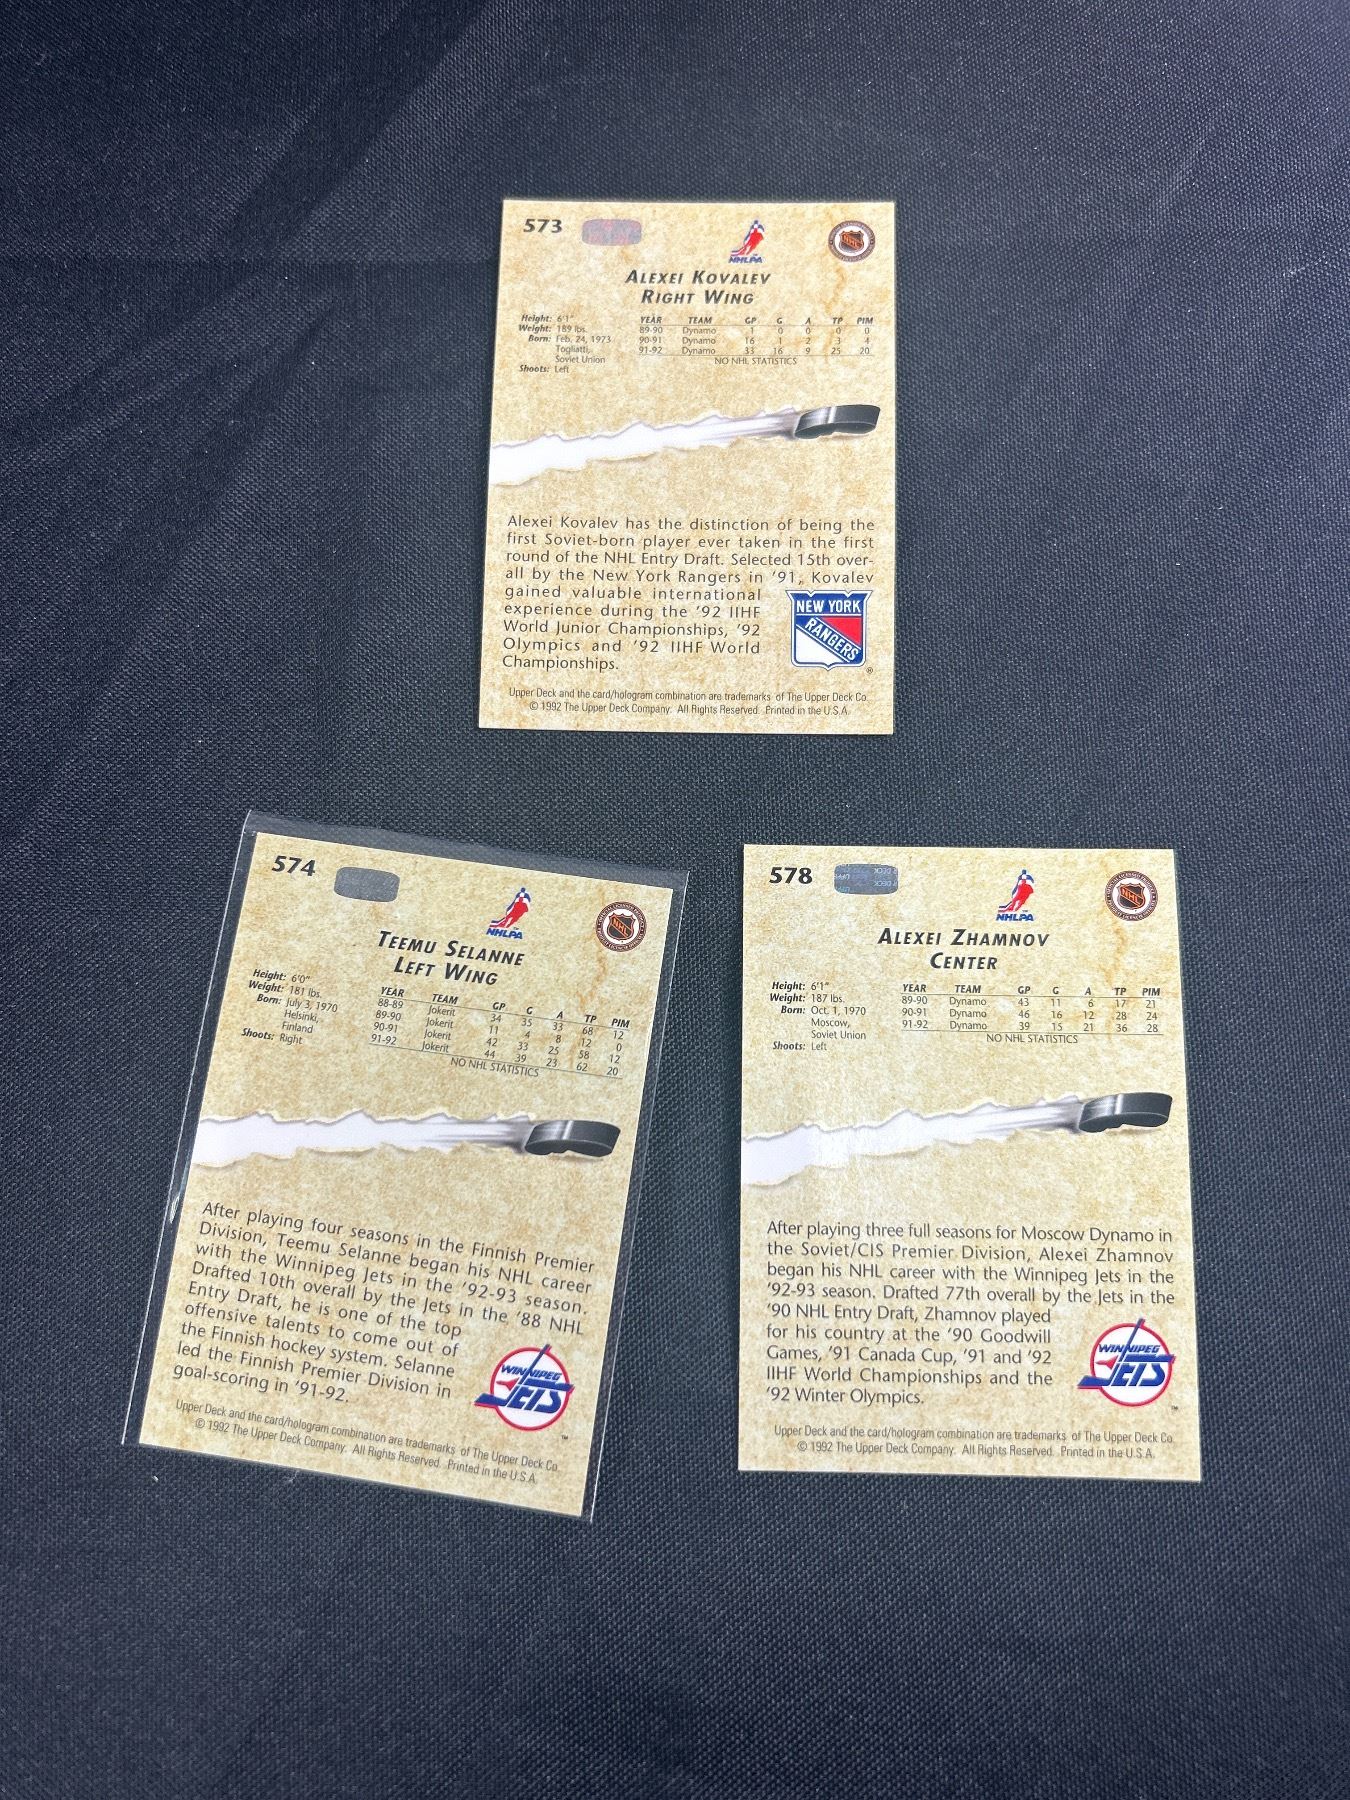 573
NHLPA
NHL
ALEXEI KOVALEV
RIGHT WING
Height: 6'1"
Weight: 189 lbs.
Born: Feb. 24, 1973
Togliatti,
Soviet Union
Shoots: Left
YEAR TEAM GP G A TP PIM
89-90 Dynamo 1 0 0 0 0
90-91 Dynamo 16 1 2 3 4
91-92 Dynamo 33 16 9 25 20
NO NHL STATISTICS
Alexei Kovalev has the distinction of being the
first Soviet-born player ever taken in the first
round of the NHL Entry Draft. Selected 15th over-
all by the New York Rangers in '91, Kovalev
gained valuable international
experience during the '92 IIHF
World Junior Championships, '92
Olympics and '92 IIHF World
Championships.
NEW YORK
RANGERS
®
Upper Deck and the card/hologram combination are trademarks of The Upper Deck Co.
© 1992 The Upper Deck Company. All Rights Reserved. Printed in the U.S.A.
574
NHLPA
NHL
TEEMU SELANNE
LEFT WING
Height: 6'0"
Weight: 181 lbs.
Born: July 3, 1970
Helsinki,
Finland
Shoots: Right
YEAR TEAM GP G A TP PIM
88-89 Jokerit 34 35 33 68 12
89-90 Jokerit 11 4 8 12 0
90-91 Jokerit 42 33 25 58 12
91-92 Jokerit 44 39 23 62 20
NO NHL STATISTICS
After playing four seasons in the Finnish Premier
Division, Teemu Selanne began his NHL career
with the Winnipeg Jets in the '92-93 season.
Drafted 10th overall by the Jets in the '88 NHL
Entry Draft, he is one of the top
offensive talents to come out of
the Finnish hockey system. Selanne
led the Finnish Premier Division in
goal-scoring in '91-92.
WINNIPEG
JETS
™
Upper Deck and the card/hologram combination are trademarks of The Upper Deck Co.
© 1992 The Upper Deck Company. All Rights Reserved. Printed in the U.S.A.
578
NHLPA
NHL
ALEXEI ZHAMNOV
CENTER
Height: 6'1"
Weight: 187 lbs.
Born: Oct. 1, 1970
Moscow,
Soviet Union
Shoots: Left
YEAR TEAM GP G A TP PIM
89-90 Dynamo 43 11 6 17 21
90-91 Dynamo 46 16 12 28 24
91-92 Dynamo 39 15 21 36 28
NO NHL STATISTICS
After playing three full seasons for Moscow Dynamo in
the Soviet/CIS Premier Division, Alexei Zhamnov
began his NHL career with the Winnipeg Jets in the
'92-93 season. Drafted 77th overall by the Jets in the
'90 NHL Entry Draft, Zhamnov played
for his country at the '90 Goodwill
Games, '91 Canada Cup, '91 and '92
IIHF World Championships and the
'92 Winter Olympics.
WINNIPEG
JETS
™
Upper Deck and the card/hologram combination are trademarks of The Upper Deck Co.
© 1992 The Upper Deck Company. All Rights Reserved. Printed in the U.S.A.